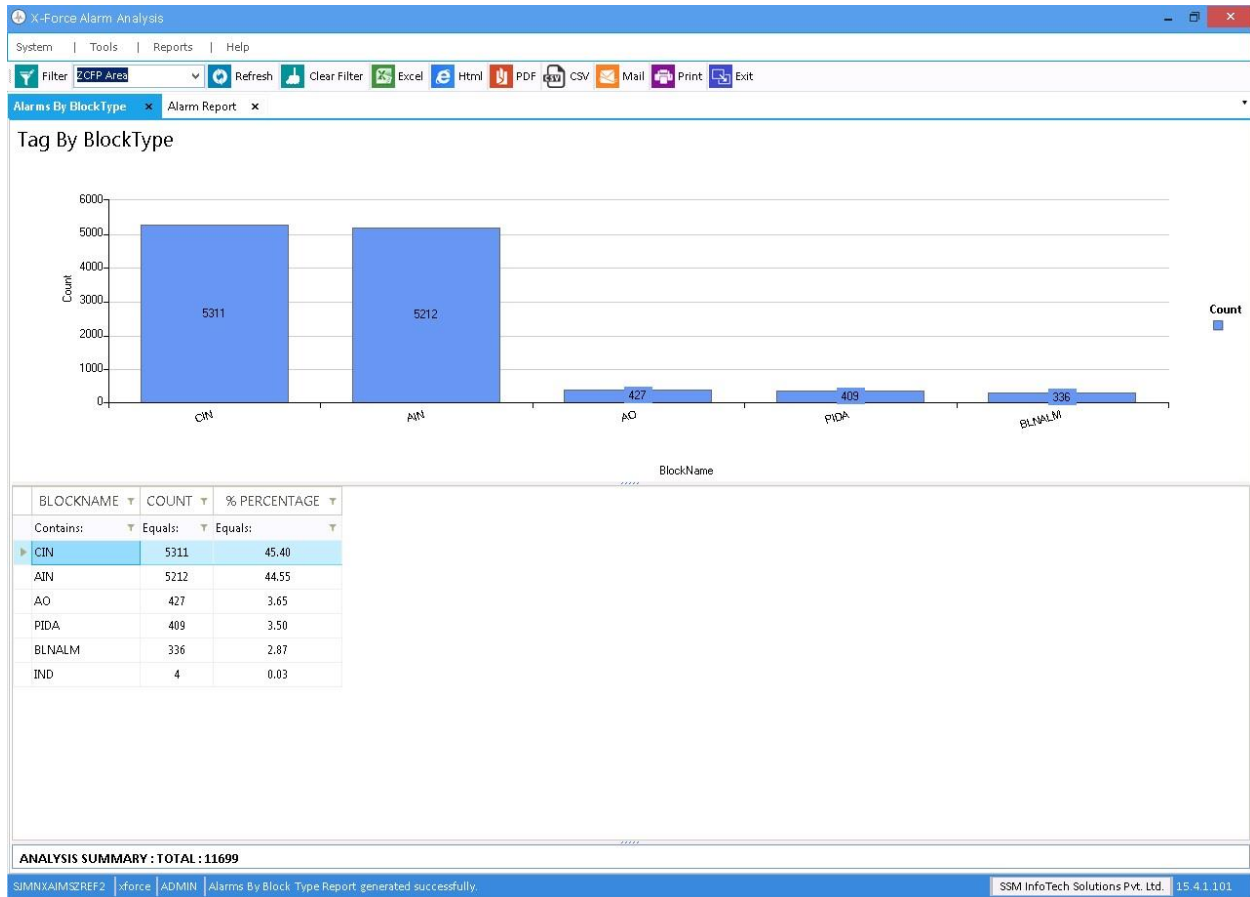 X-Force Alarm Analysis
System | Tools | Reports | Help
Filter ZCFP Area Refresh Clear Filter Excel Html PDF CSV Mail Print Exit
Alarms By BlockType × Alarm Report ×
Tag By BlockType
6000
5000
4000
3000
2000
1000
0
Count
5311 5212 427 409 336
CIN AIN AO PIDA BLNALM
BlockName
Count
BLOCKNAME COUNT % PERCENTAGE
Contains: Equals: Equals:
CIN 5311 45.40
AIN 5212 44.55
AO 427 3.65
PIDA 409 3.50
BLNALM 336 2.87
IND 4 0.03
ANALYSIS SUMMARY : TOTAL : 11699
SJMNXAIMSZREF2 xforce ADMIN Alarms By Block Type Report generated successfully. SSM InfoTech Solutions Pvt. Ltd. 15.4.1.101